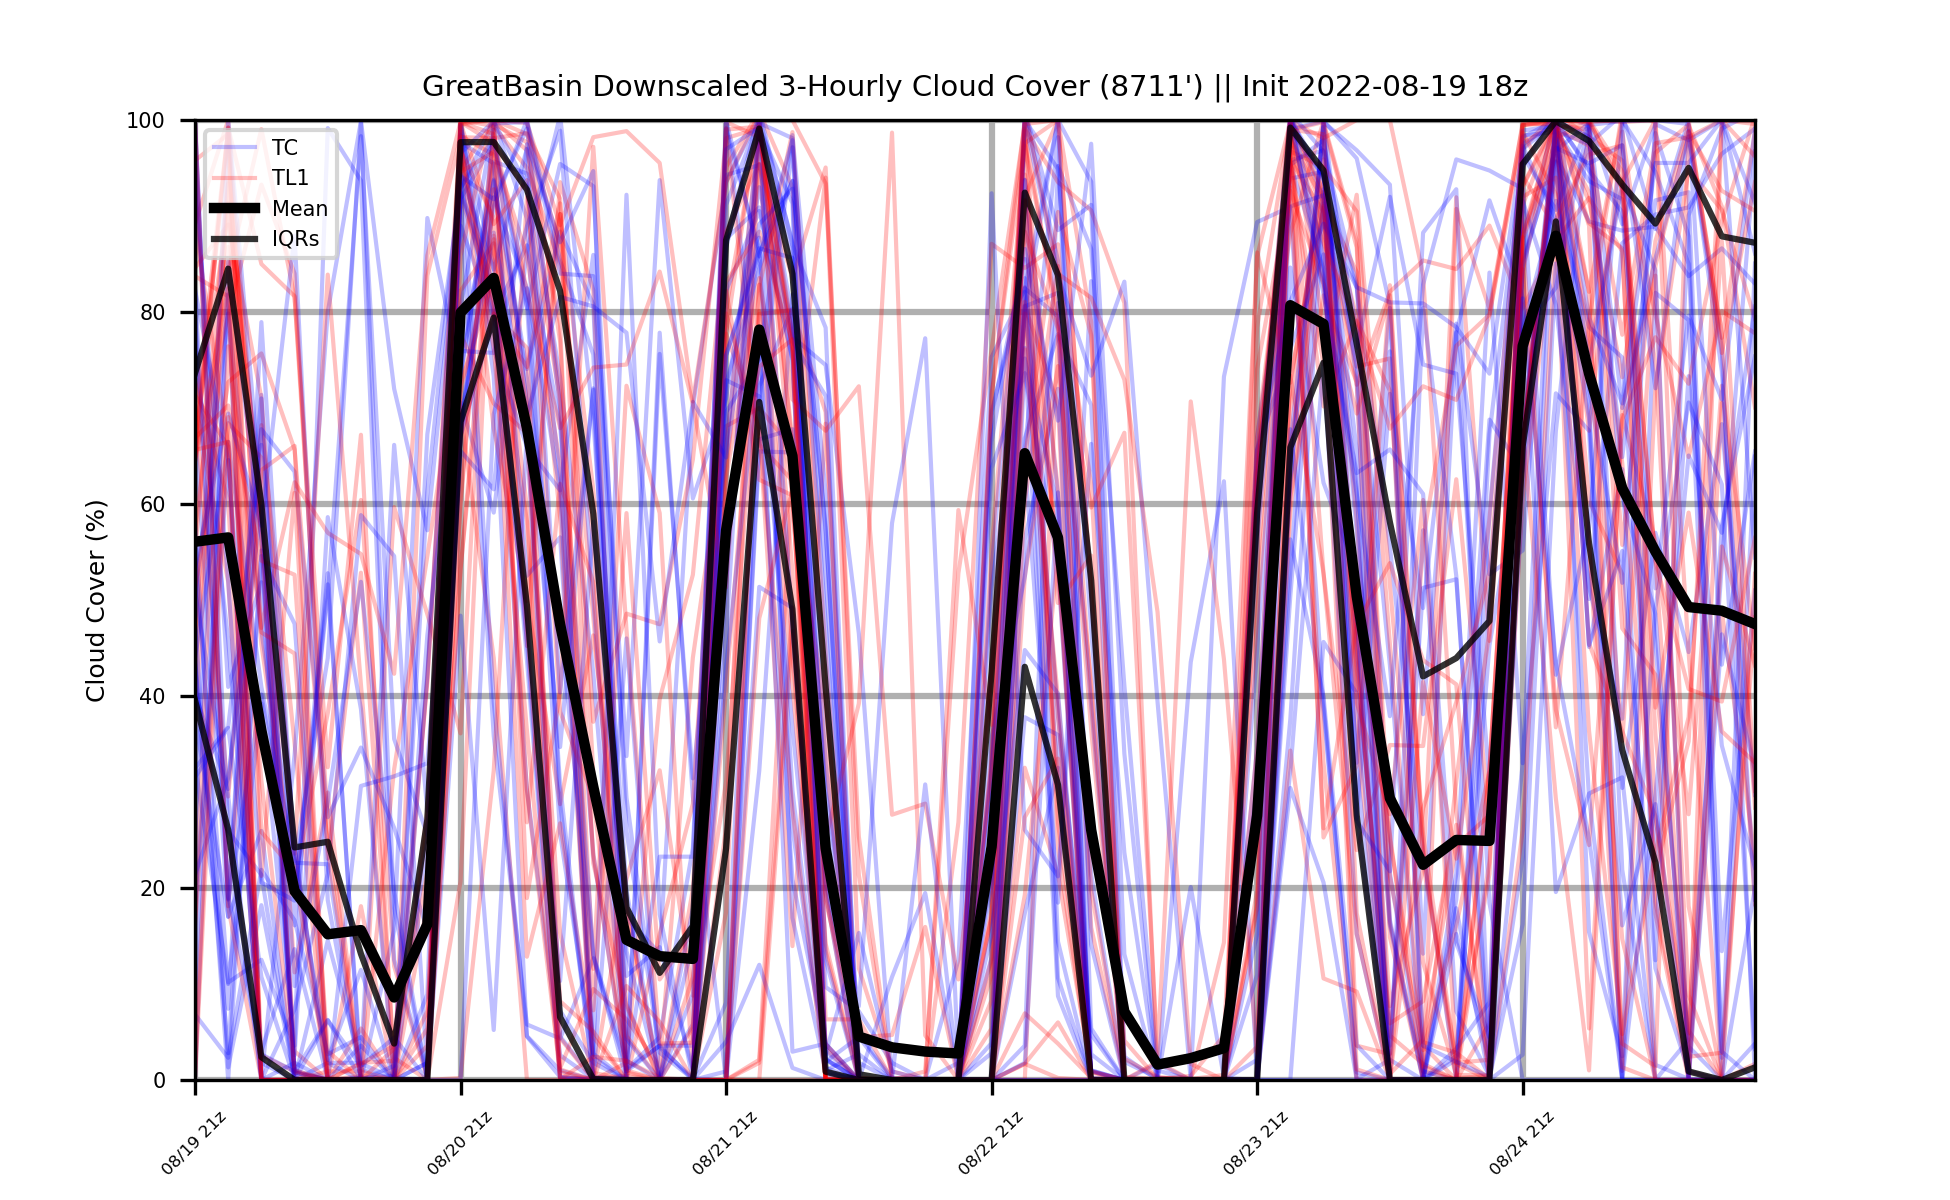 GreatBasin Downscaled 3-Hourly Cloud Cover (8711') || Init 2022-08-19 18z
TC
TL1
Mean
IQRs
Cloud Cover (%)
100
80
60
40
20
0
08/19 21z
08/20 21z
08/21 21z
08/22 21z
08/23 21z
08/24 21z